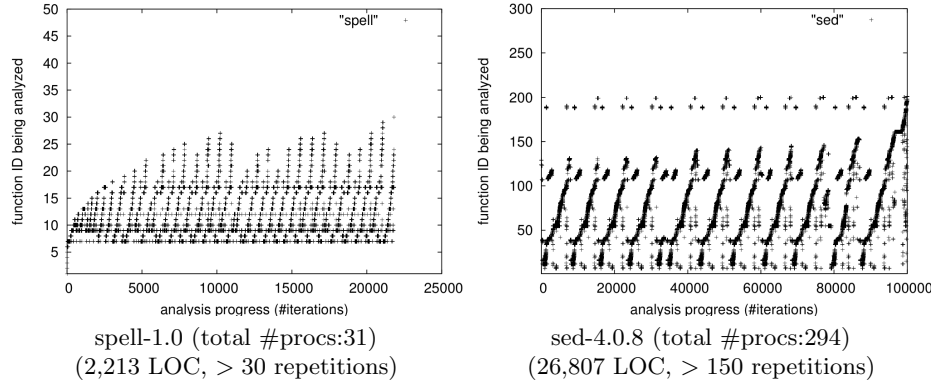 50
45
40
35
30
25
20
15
10
5
0
5000
10000
15000
20000
25000
function ID being analyzed
analysis progress (#iterations)
"spell"
spell-1.0 (total #procs:31)
(2,213 LOC, > 30 repetitions)
300
250
200
150
100
50
0
20000
40000
60000
80000
100000
function ID being analyzed
analysis progress (#iterations)
"sed"
sed-4.0.8 (total #procs:294)
(26,807 LOC, > 150 repetitions)